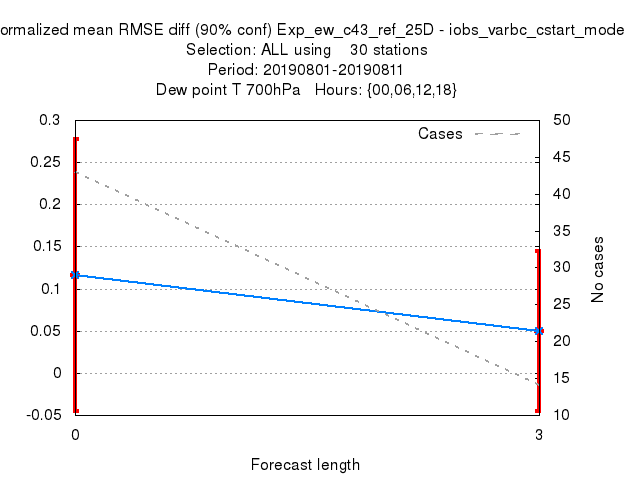 ormalized mean RMSE diff (90% conf) Exp_ew_c43_ref_25D - iobs_varbc_cstart_mode
Selection: ALL using 30 stations
Period: 20190801-20190811
Dew point T 700hPa Hours: {00,06,12,18}
Cases
0.3
0.25
0.2
0.15
0.1
0.05
0
-0.05
50
45
40
35
30
25
20
15
10
No cases
0 3
Forecast length